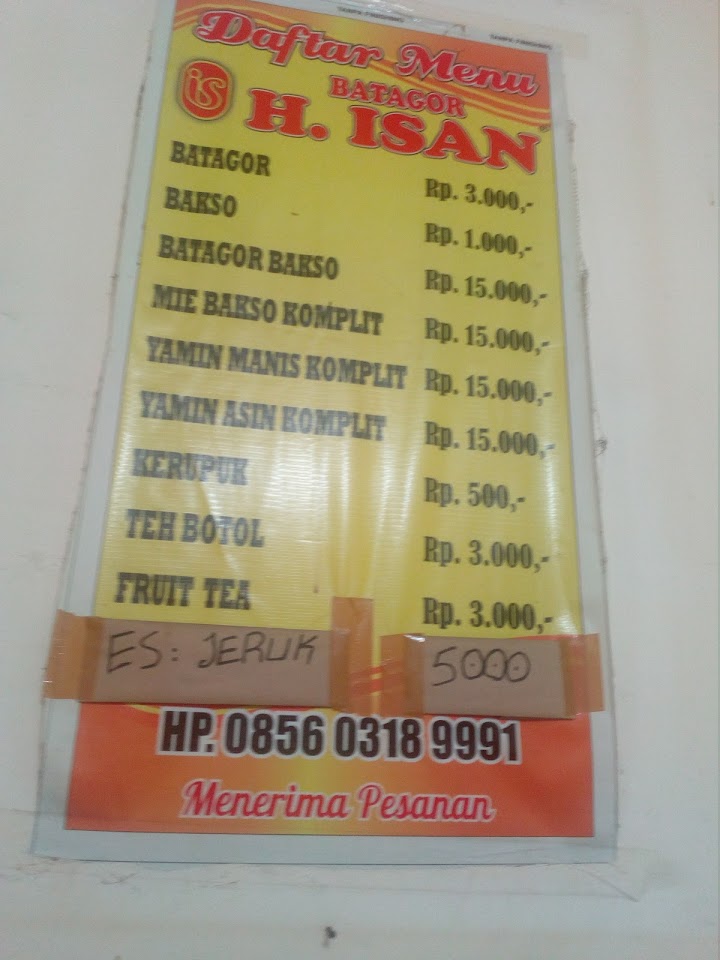 Daftar Menu
BATAGOR
iS H. ISAN
BATAGOR Rp. 3.000,-
BAKSO Rp. 1.000,-
BATAGOR BAKSO Rp. 15.000,-
MIE BAKSO KOMPLIT Rp. 15.000,-
YAMIN MANIS KOMPLIT Rp. 15.000,-
YAMIN ASIN KOMPLIT Rp. 15.000,-
KERUPUK Rp. 500,-
TEH BOTOL Rp. 3.000,-
FRUIT TEA Rp. 3.000,-
ES: JERUK 5000
HP. 0856 0318 9991
Menerima Pesanan